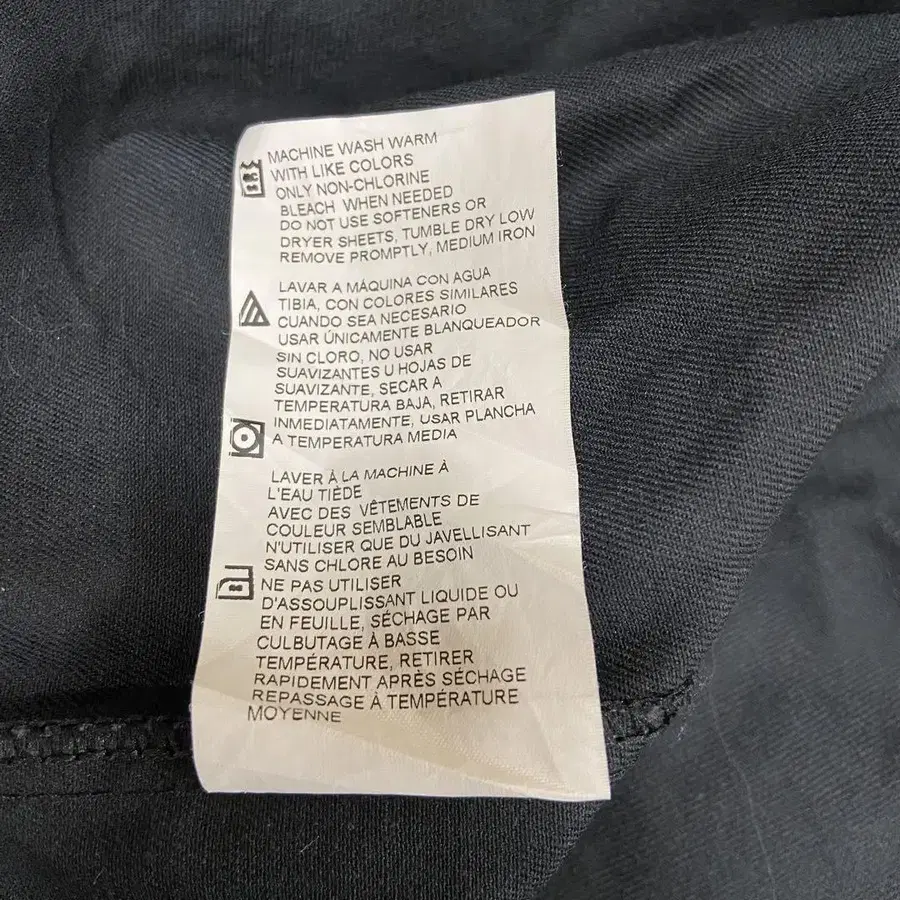 MACHINE WASH WARM
WITH LIKE COLORS
ONLY NON-CHLORINE
BLEACH WHEN NEEDED
DO NOT USE SOFTENERS OR
DRYER SHEETS, TUMBLE DRY LOW
REMOVE PROMPTLY, MEDIUM IRON
LAVAR A MÁQUINA CON AGUA
TIBIA, CON COLORES SIMILARES
CUANDO SEA NECESARIO
USAR ÚNICAMENTE BLANQUEADOR
SIN CLORO, NO USAR
SUAVIZANTES U HOJAS DE
SUAVIZANTE, SECAR A
TEMPERATURA BAJA, RETIRAR
INMEDIATAMENTE, USAR PLANCHA
A TEMPERATURA MEDIA
LAVER À LA MACHINE À
L'EAU TIÈDE
AVEC DES VÊTEMENTS DE
COULEUR SEMBLABLE
N'UTILISER QUE DU JAVELLISANT
SANS CHLORE AU BESOIN
NE PAS UTILISER
D'ASSOUPLISSANT LIQUIDE OU
EN FEUILLE, SÉCHAGE PAR
CULBUTAGE À BASSE
TEMPÉRATURE, RETIRER
RAPIDEMENT APRÈS SÉCHAGE
REPASSAGE À TEMPÉRATURE
MOYENNE